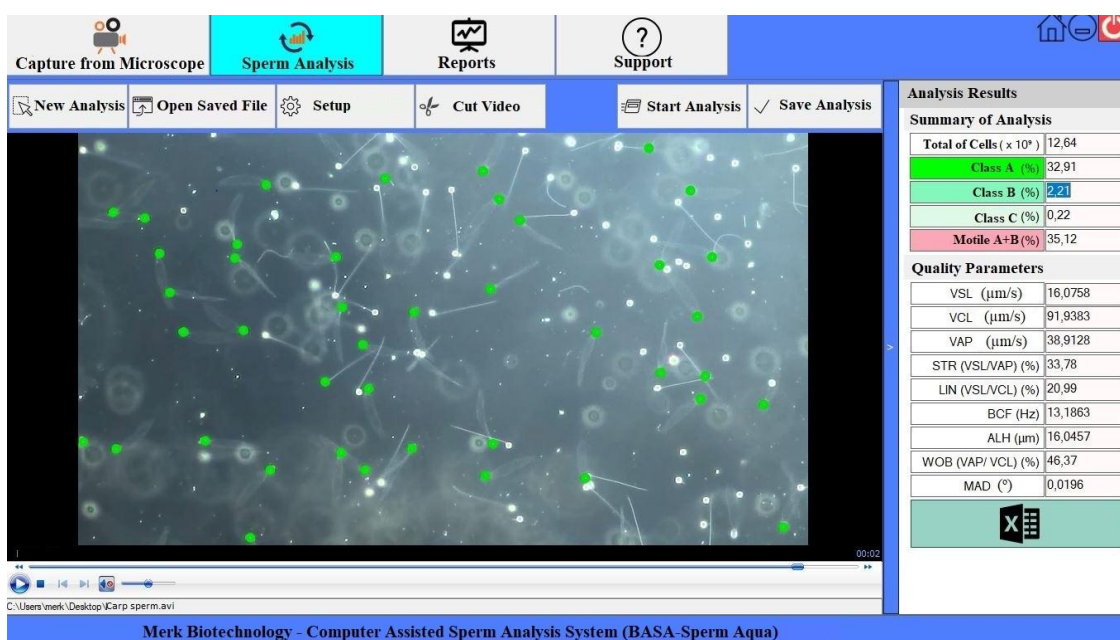 Capture from Microscope
Sperm Analysis
Reports
?
Support
New Analysis
Open Saved File
Setup
Cut Video
Start Analysis
Save Analysis
00:02
C:\Users\merk\Desktop\Carp sperm.avi
Analysis Results
Summary of Analysis
Total of Cells ( x 10⁹ ) 12,64
Class A (%) 32,91
Class B (%) 2,21
Class C (%) 0,22
Motile A+B (%) 35,12
Quality Parameters
VSL (µm/s) 16,0758
VCL (µm/s) 91,9383
VAP (µm/s) 38,9128
STR (VSL/VAP) (%) 33,78
LIN (VSL/VCL) (%) 20,99
BCF (Hz) 13,1863
ALH (µm) 16,0457
WOB (VAP/ VCL) (%) 46,37
MAD (º) 0,0196
X
>
Merk Biotechnology - Computer Assisted Sperm Analysis System (BASA-Sperm Aqua)